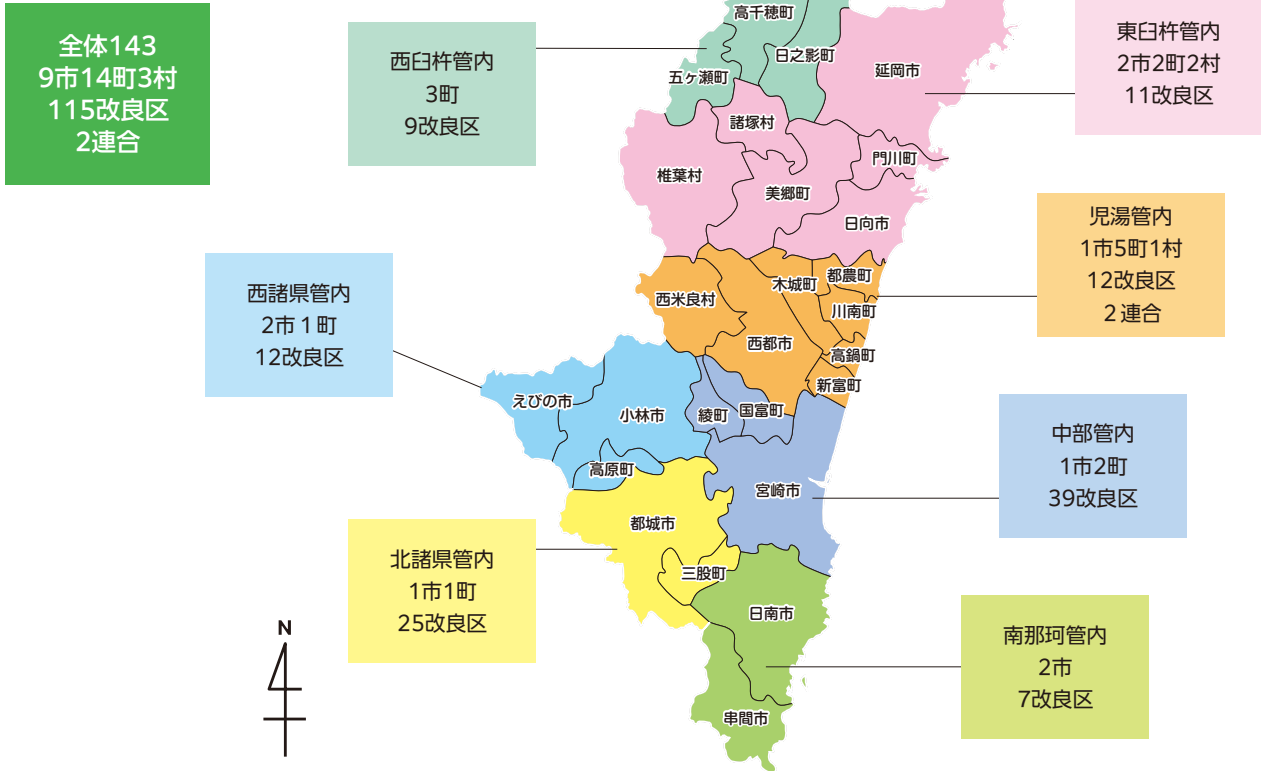 全体143
9市14町3村
115改良区
2連合
西臼杵管内
3町
9改良区
東臼杵管内
2市2町2村
11改良区
児湯管内
1市5町1村
12改良区
2連合
西諸県管内
2市1町
12改良区
中部管内
1市2町
39改良区
北諸県管内
1市1町
25改良区
南那珂管内
2市
7改良区
高千穂町
日之影町
五ヶ瀬町
延岡市
諸塚村
門川町
椎葉村
美郷町
日向市
木城町
都農町
西米良村
川南町
西都市
高鍋町
新富町
えびの市
小林市
綾町
国富町
高原町
宮崎市
都城市
三股町
日南市
串間市
N